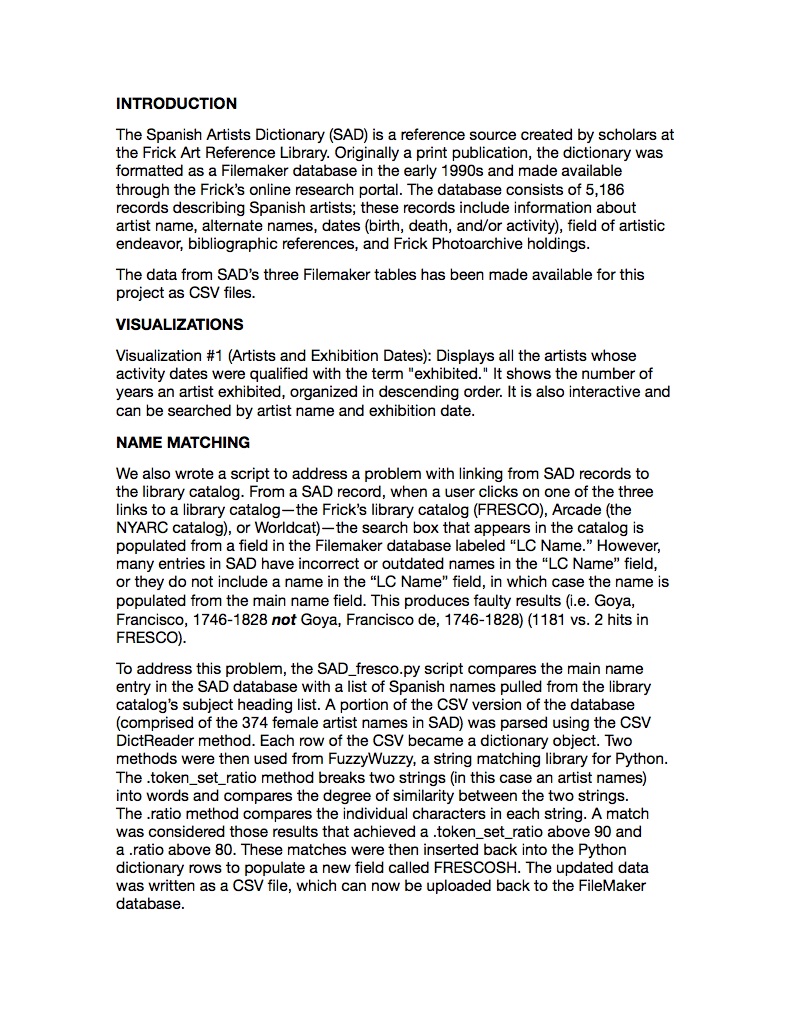 INTRODUCTION
The Spanish Artists Dictionary (SAD) is a reference source created by scholars at
the Frick Art Reference Library. Originally a print publication, the dictionary was
formatted as a Filemaker database in the early 1990s and made available
through the Frick's online research portal. The database consists of 5,186
records describing Spanish artists; these records include information about
artist name, alternate names, dates (birth, death, and/or activity), field of artistic
endeavor, bibliographic references, and Frick Photoarchive holdings.
The data from SAD's three Filemaker tables has been made available for this
project as CSV files.
VISUALIZATIONS
Visualization #1 (Artists and Exhibition Dates): Displays all the artists whose
activity dates were qualified with the term "exhibited." It shows the number of
years an artist exhibited, organized in descending order. It is also interactive and
can be searched by artist name and exhibition date.
NAME MATCHING
We also wrote a script to address a problem with linking from SAD records to
the library catalog. From a SAD record, when a user clicks on one of the three
links to a library catalog—the Frick's library catalog (FRESCO), Arcade (the
NYARC catalog), or Worldcat)—the search box that appears in the catalog is
populated from a field in the Filemaker database labeled “LC Name.” However,
many entries in SAD have incorrect or outdated names in the “LC Name” field,
or they do not include a name in the “LC Name” field, in which case the name is
populated from the main name field. This produces faulty results (i.e. Goya,
Francisco, 1746-1828 not Goya, Francisco de, 1746-1828) (1181 vs. 2 hits in
FRESCO).
To address this problem, the SAD_fresco.py script compares the main name
entry in the SAD database with a list of Spanish names pulled from the library
catalog's subject heading list. A portion of the CSV version of the database
(comprised of the 374 female artist names in SAD) was parsed using the CSV
DictReader method. Each row of the CSV became a dictionary object. Two
methods were then used from FuzzyWuzzy, a string matching library for Python.
The .token_set_ratio method breaks two strings (in this case an artist names)
into words and compares the degree of similarity between the two strings.
The .ratio method compares the individual characters in each string. A match
was considered those results that achieved a .token_set_ratio above 90 and
a .ratio above 80. These matches were then inserted back into the Python
dictionary rows to populate a new field called FRESCOSH. The updated data
was written as a CSV file, which can now be uploaded back to the FileMaker
database.